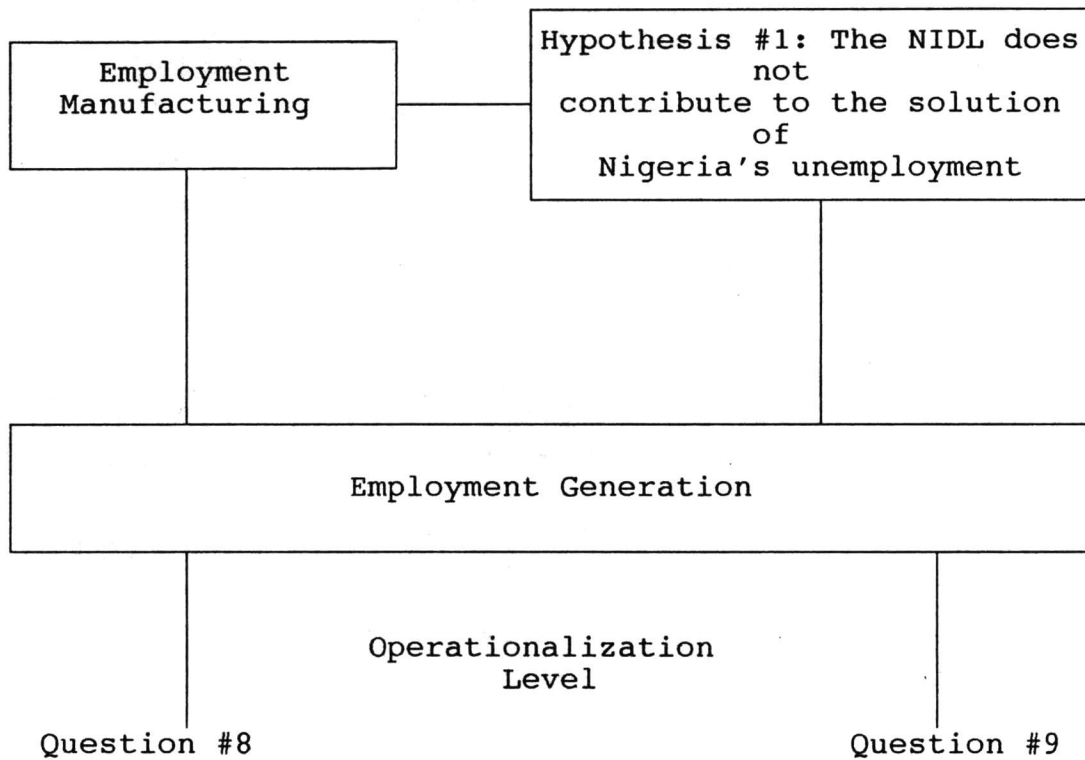 Employment
Manufacturing
Hypothesis #1: The NIDL does
not
contribute to the solution
of
Nigeria's unemployment
Employment Generation
Operationalization
Level
Question #8
Question #9